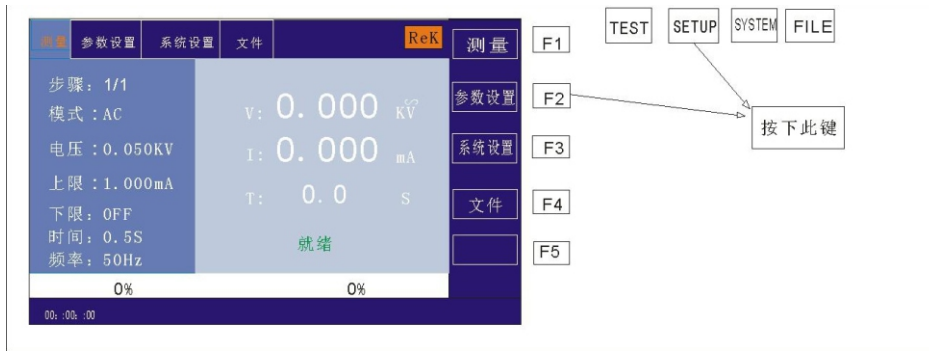 测量 参数设置 系统设置 文件 ReK
步骤：1/1
模式：AC
电压：0.050KV
上限：1.000mA
下限：OFF
时间：0.5S
频率：50Hz
V: 0.000 KV
I: 0.000 mA
T: 0.0 S
就绪
0% 0%
00: :00: :00
测量
参数设置
系统设置
文件
F1
F2
F3
F4
F5
TEST SETUP SYSTEM FILE
按下此键